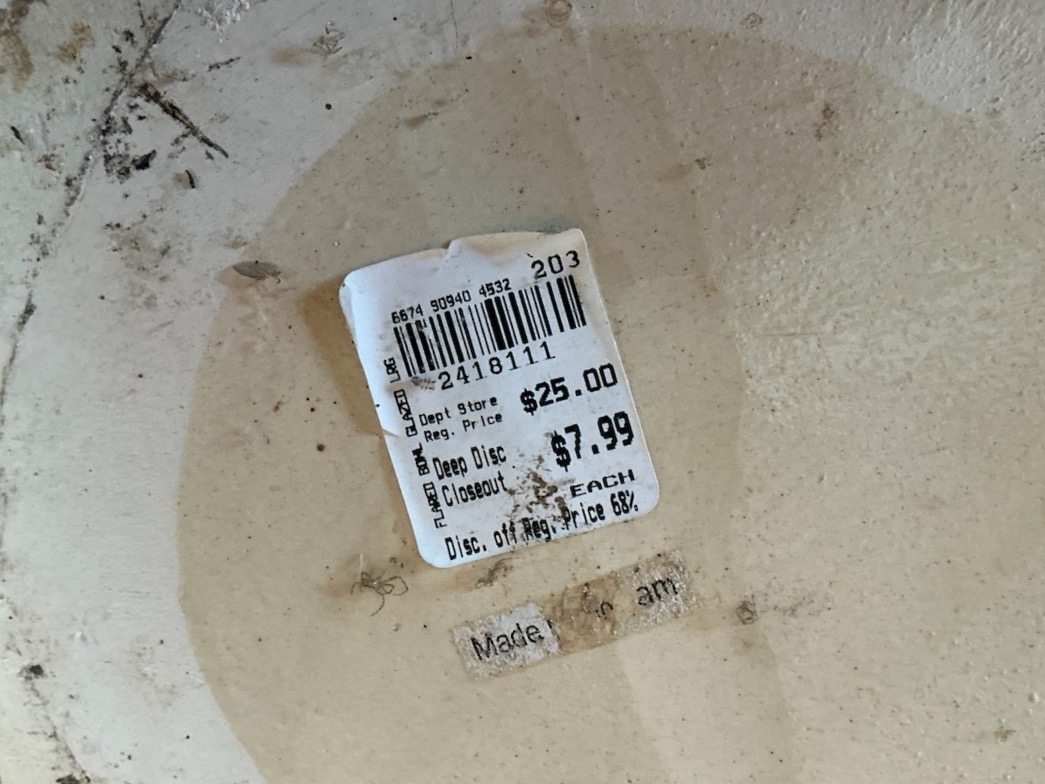 203
6674 90940 4532
2418111
FLARED BOWL GLAZED LRG
Dept Store
Reg. Price $25.00
Deep Disc
Closeout $7.99
EACH
Disc. off Reg. Price 68%
Made in am